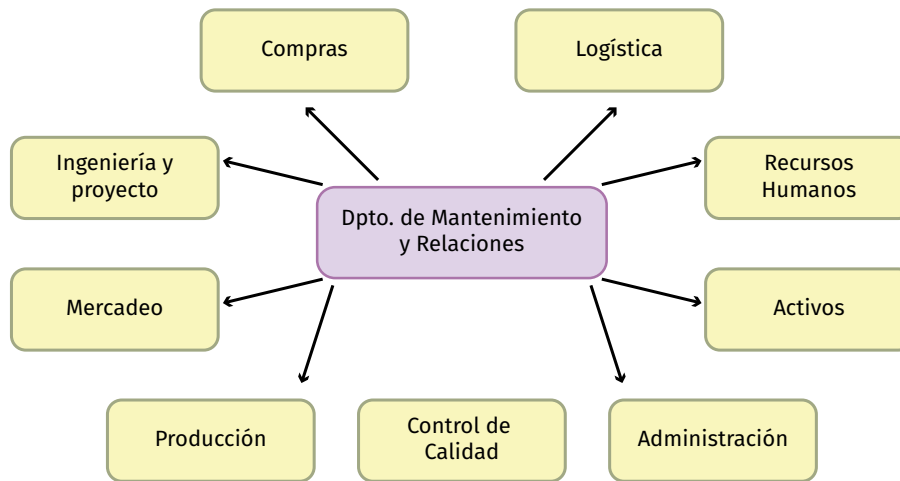 Compras
Logística
Ingeniería y
proyecto
Recursos
Humanos
Dpto. de Mantenimiento
y Relaciones
Mercadeo
Activos
Producción
Control de
Calidad
Administración